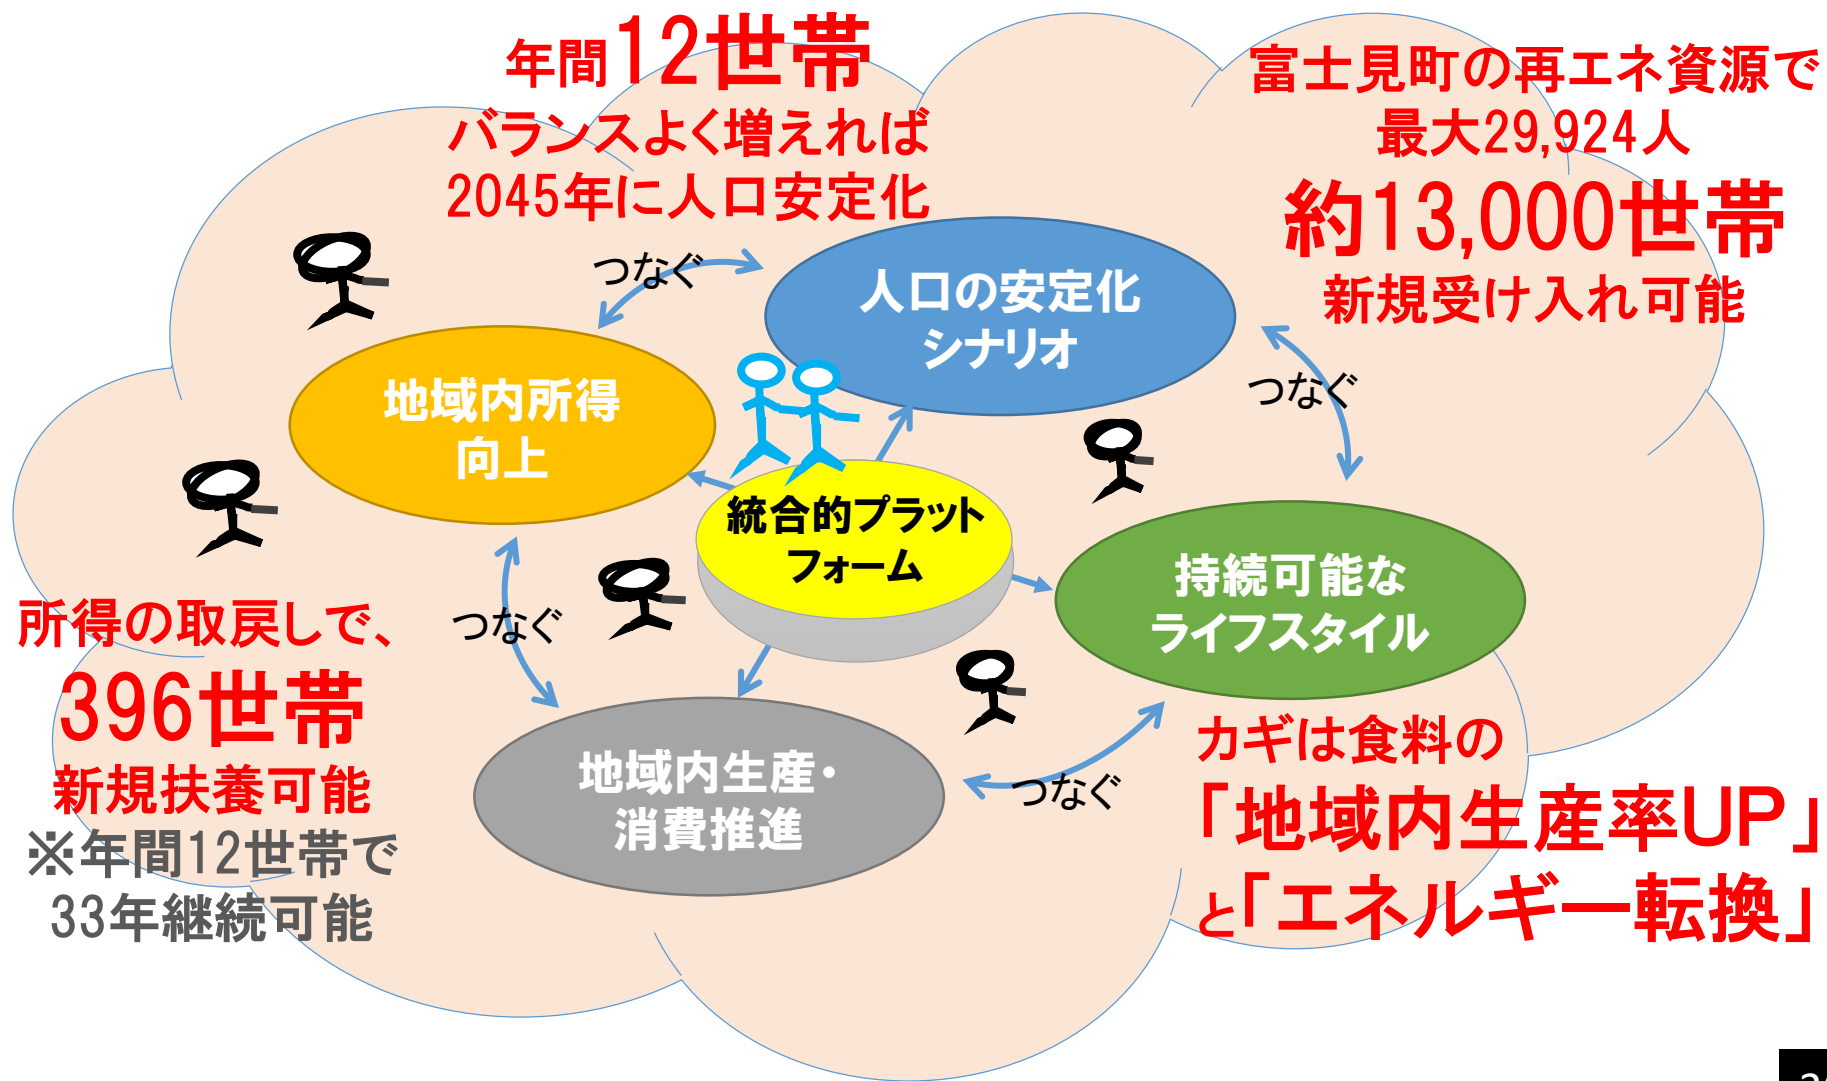 年間12世帯
バランスよく増えれば
2045年に人口安定化
富士見町の再エネ資源で
最大29,924人
約13,000世帯
新規受け入れ可能
つなぐ
人口の安定化
シナリオ
つなぐ
地域内所得
向上
統合的プラット
フォーム
持続可能な
ライフスタイル
つなぐ
所得の取戻しで、
396世帯
新規扶養可能
※年間12世帯で
33年継続可能
地域内生産・
消費推進
つなぐ
カギは食料の
「地域内生産率UP」
と「エネルギー転換」